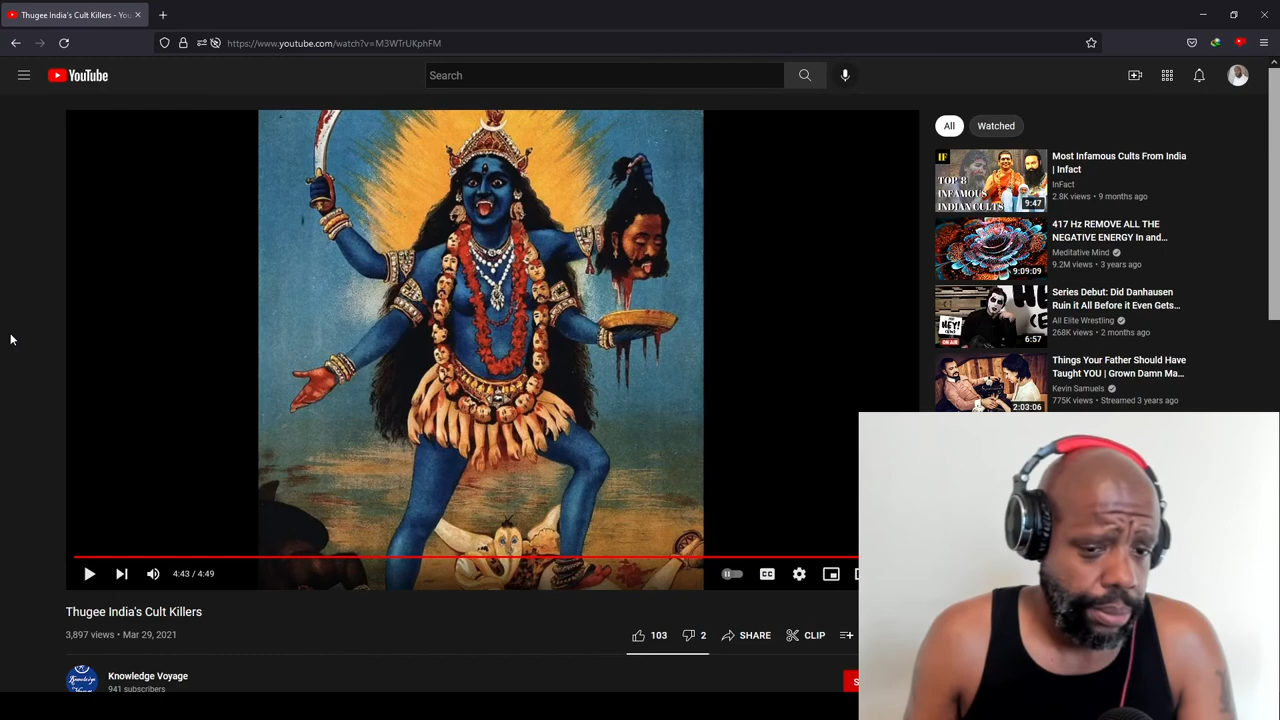 Thugee India's Cult Killers - You
https://www.youtube.com/watch?v=M3WTrUKphFM
YouTube
Search
All
Watched
IF
TOP 8
INFAMOUS
INDIAN CULTS
9:47
Most Infamous Cults From India
| Infact
InFact
2.8K views • 9 months ago
9:09:09
417 Hz REMOVE ALL THE
NEGATIVE ENERGY In and...
Meditative Mind
9.2M views • 3 years ago
HEY!
ON AIR
6:57
Series Debut: Did Danhausen
Ruin it All Before it Even Gets...
All Elite Wrestling
268K views • 2 months ago
2:03:06
Things Your Father Should Have
Taught YOU | Grown Damn Ma...
Kevin Samuels
775K views • Streamed 3 years ago
4:43 / 4:49
CC
Thugee India's Cult Killers
3,897 views • Mar 29, 2021
103
2
SHARE
CLIP
Knowledge Voyage
941 subscribers
S